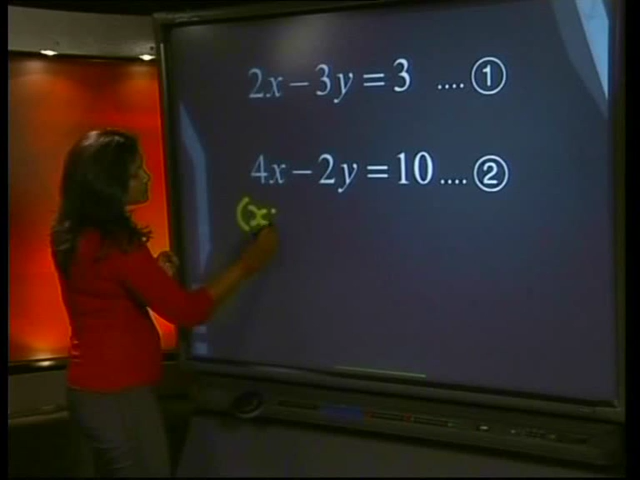 2x − 3y = 3 .... ①
4x − 2y = 10 .... ②
(x